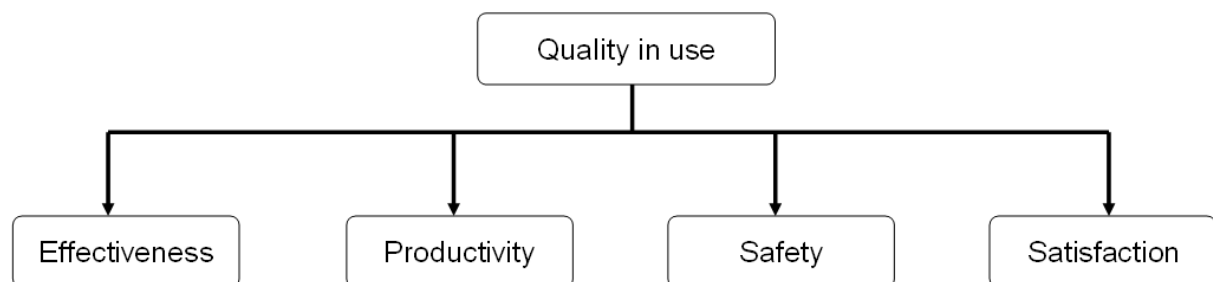 Quality in use
Effectiveness
Productivity
Safety
Satisfaction